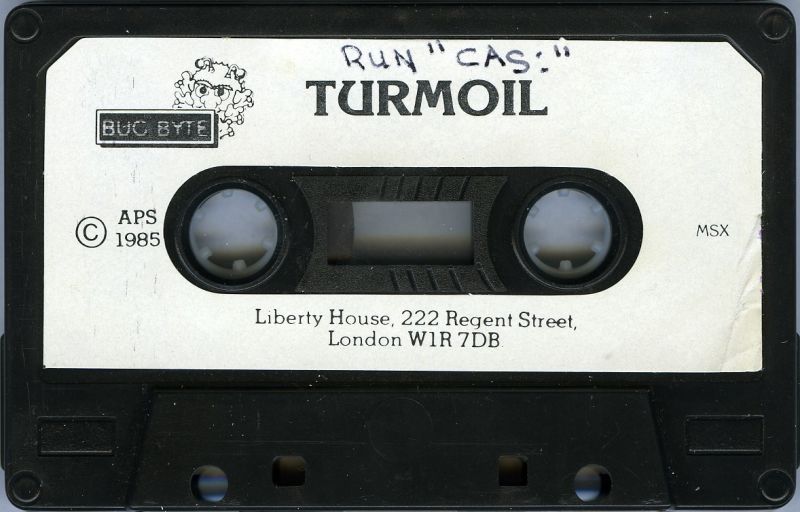 RUN "CAS:"
TURMOIL
BUG BYTE
© APS
1985
MSX
Liberty House, 222 Regent Street,
London W1R 7DB